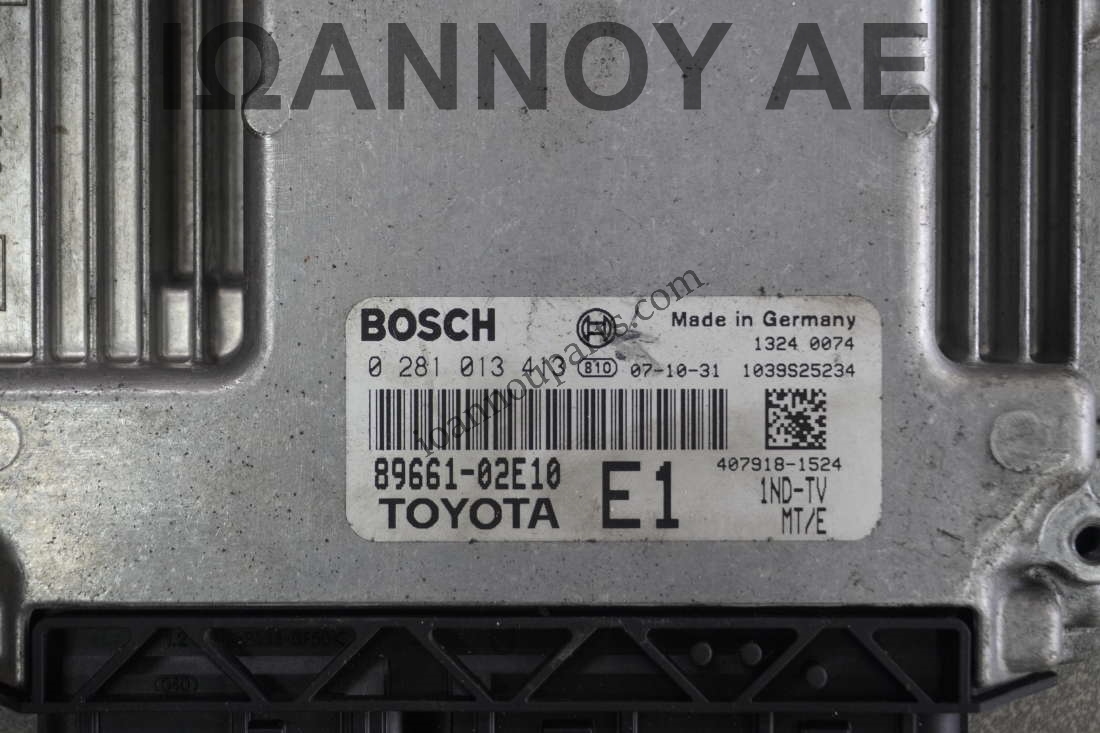 ΙΩΑΝΝΟΥ ΑΕ
BOSCH
Made in Germany
1324 0074
0 281 013 413 810 07-10-31 1039S25234
ioannouparts.com
407918-1524
89661-02E10
E1
1ND-TV
TOYOTA
MT/E